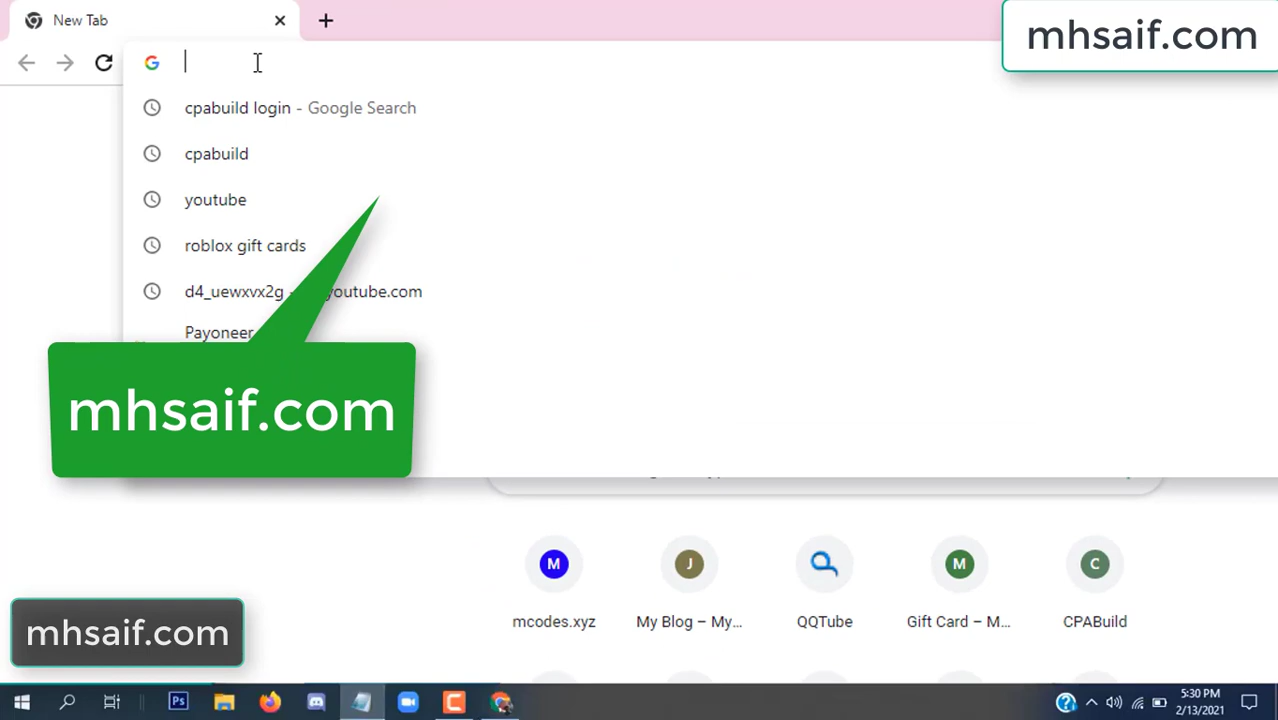 New Tab
mhsaif.com
cpabuild login - Google Search
cpabuild
youtube
roblox gift cards
d4_uewxvx2g - youtube.com
Payoneer
mhsaif.com
M
J
M
C
mcodes.xyz
My Blog – My...
QQTube
Gift Card – M...
CPABuild
mhsaif.com
Ps
5:30 PM
2/13/2021